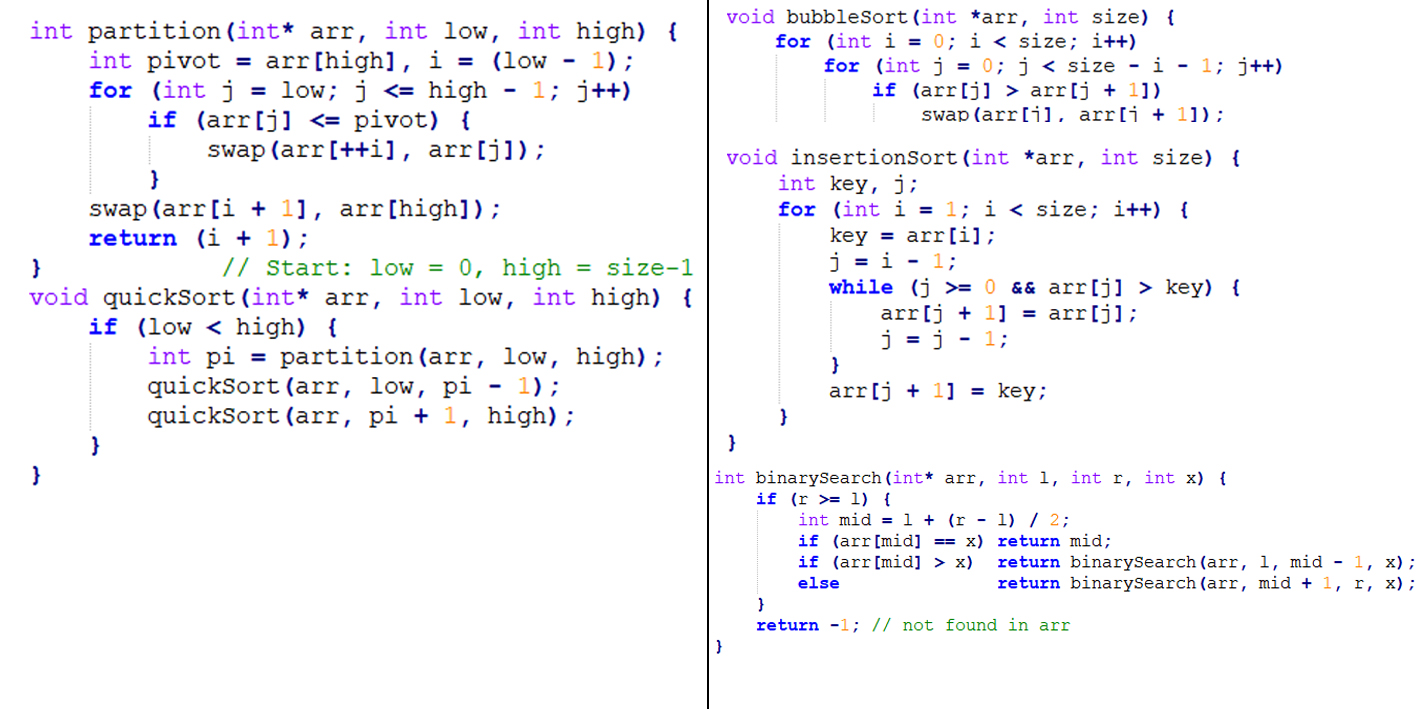 int partition(int* arr, int low, int high) {
    int pivot = arr[high], i = (low - 1);
    for (int j = low; j <= high - 1; j++)
        if (arr[j] <= pivot) {
            swap(arr[++i], arr[j]);
        }
    swap(arr[i + 1], arr[high]);
    return (i + 1);
}            // Start: low = 0, high = size-1
void quickSort(int* arr, int low, int high) {
    if (low < high) {
        int pi = partition(arr, low, high);
        quickSort(arr, low, pi - 1);
        quickSort(arr, pi + 1, high);
    }
}
void bubbleSort(int *arr, int size) {
    for (int i = 0; i < size; i++)
        for (int j = 0; j < size - i - 1; j++)
            if (arr[j] > arr[j + 1])
                swap(arr[j], arr[j + 1]);
void insertionSort(int *arr, int size) {
    int key, j;
    for (int i = 1; i < size; i++) {
        key = arr[i];
        j = i - 1;
        while (j >= 0 && arr[j] > key) {
            arr[j + 1] = arr[j];
            j = j - 1;
        }
        arr[j + 1] = key;
    }
}
int binarySearch(int* arr, int l, int r, int x) {
    if (r >= l) {
        int mid = l + (r - l) / 2;
        if (arr[mid] == x) return mid;
        if (arr[mid] > x)  return binarySearch(arr, l, mid - 1, x);
        else               return binarySearch(arr, mid + 1, r, x);
    }
    return -1; // not found in arr
}